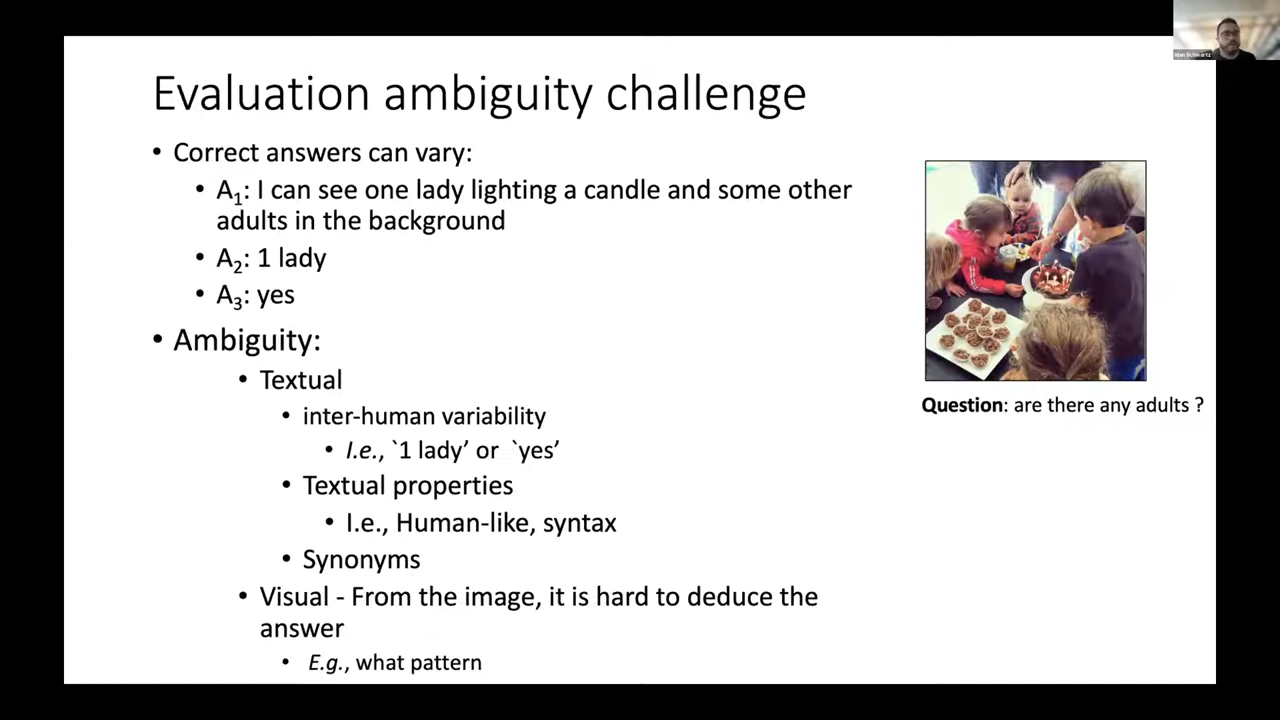 Evaluation ambiguity challenge
• Correct answers can vary:
• A1: I can see one lady lighting a candle and some other
adults in the background
• A2: 1 lady
• A3: yes
• Ambiguity:
• Textual
• inter-human variability
• I.e., `1 lady’ or `yes’
• Textual properties
• I.e., Human-like, syntax
• Synonyms
• Visual - From the image, it is hard to deduce the
answer
• E.g., what pattern
Question: are there any adults ?
Idan Schwartz